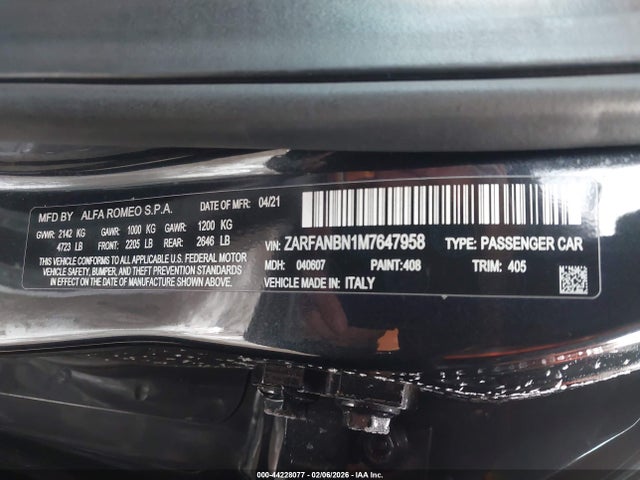 MFD BY ALFA ROMEO S.P.A. DATE OF MFR: 04/21
GVWR: 2142 KG GAWR: 1000 KG GAWR: 1200 KG
4723 LB FRONT: 2205 LB REAR: 2646 LB
THIS VEHICLE CONFORMS TO ALL APPLICABLE U.S. FEDERAL MOTOR
VEHICLE SAFETY, BUMPER, AND THEFT PREVENTION STANDARDS
IN EFFECT ON THE DATE OF MANUFACTURE SHOWN ABOVE.
VIN: ZARFANBN1M7647958 TYPE: PASSENGER CAR
MDH: 040607 PAINT: 408 TRIM: 405
VEHICLE MADE IN: ITALY
000-44228077 - 02/06/2026 - IAA Inc.